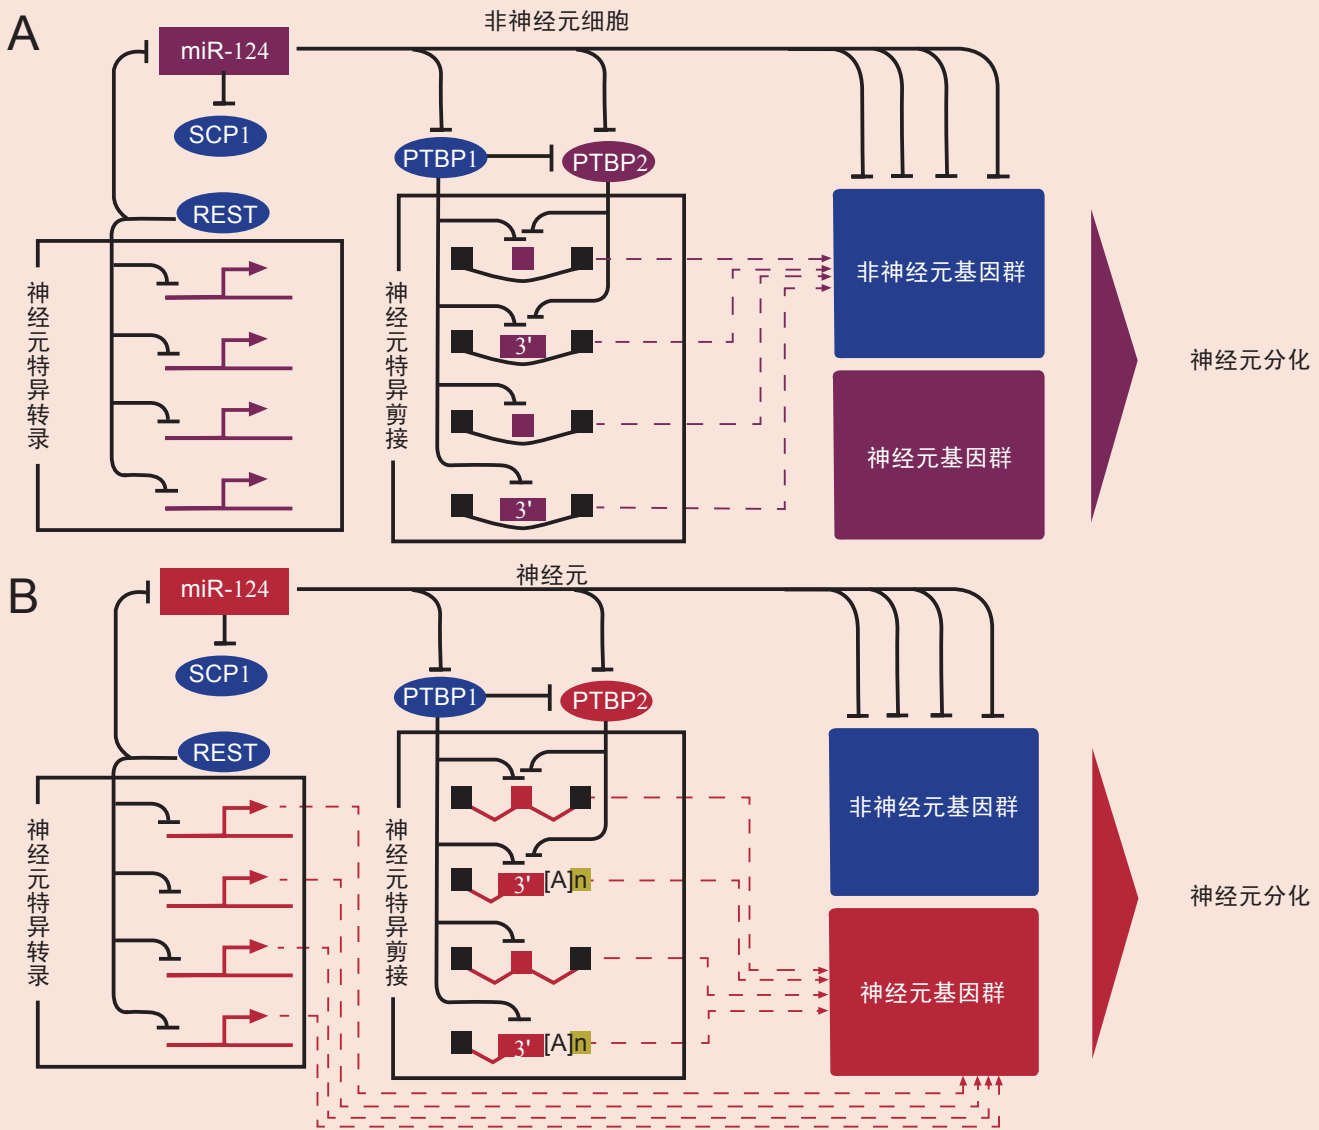 A
非神经元细胞
miR-124
SCP1
PTBP1
PTBP2
REST
神经元特异转录
神经元特异剪接
3'
3'
非神经元基因群
神经元基因群
神经元分化
B
神经元
miR-124
SCP1
PTBP1
PTBP2
REST
神经元特异转录
神经元特异剪接
3' [A]n
3' [A]n
非神经元基因群
神经元基因群
神经元分化